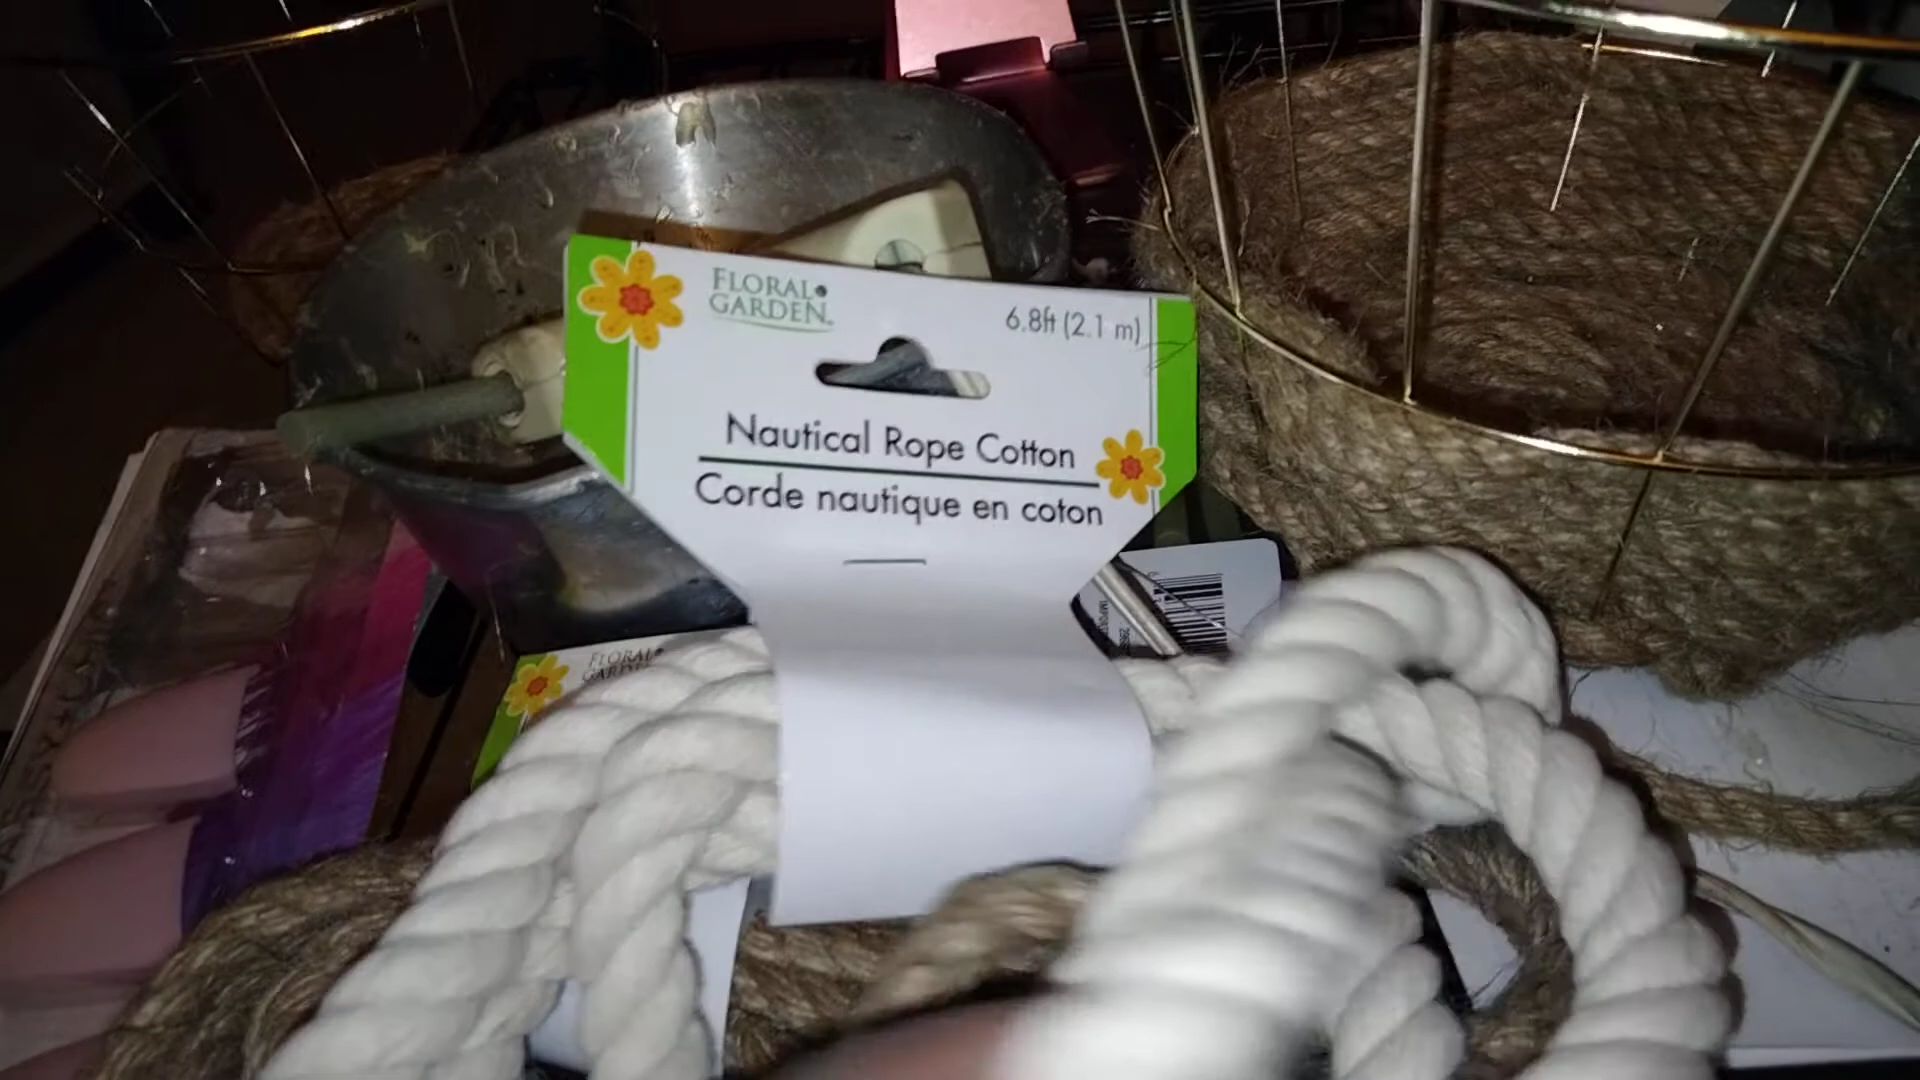 FLORAL
GARDEN
6.8ft (2.1 m)
Nautical Rope Cotton
Corde nautique en coton
FLORAL
GARDEN